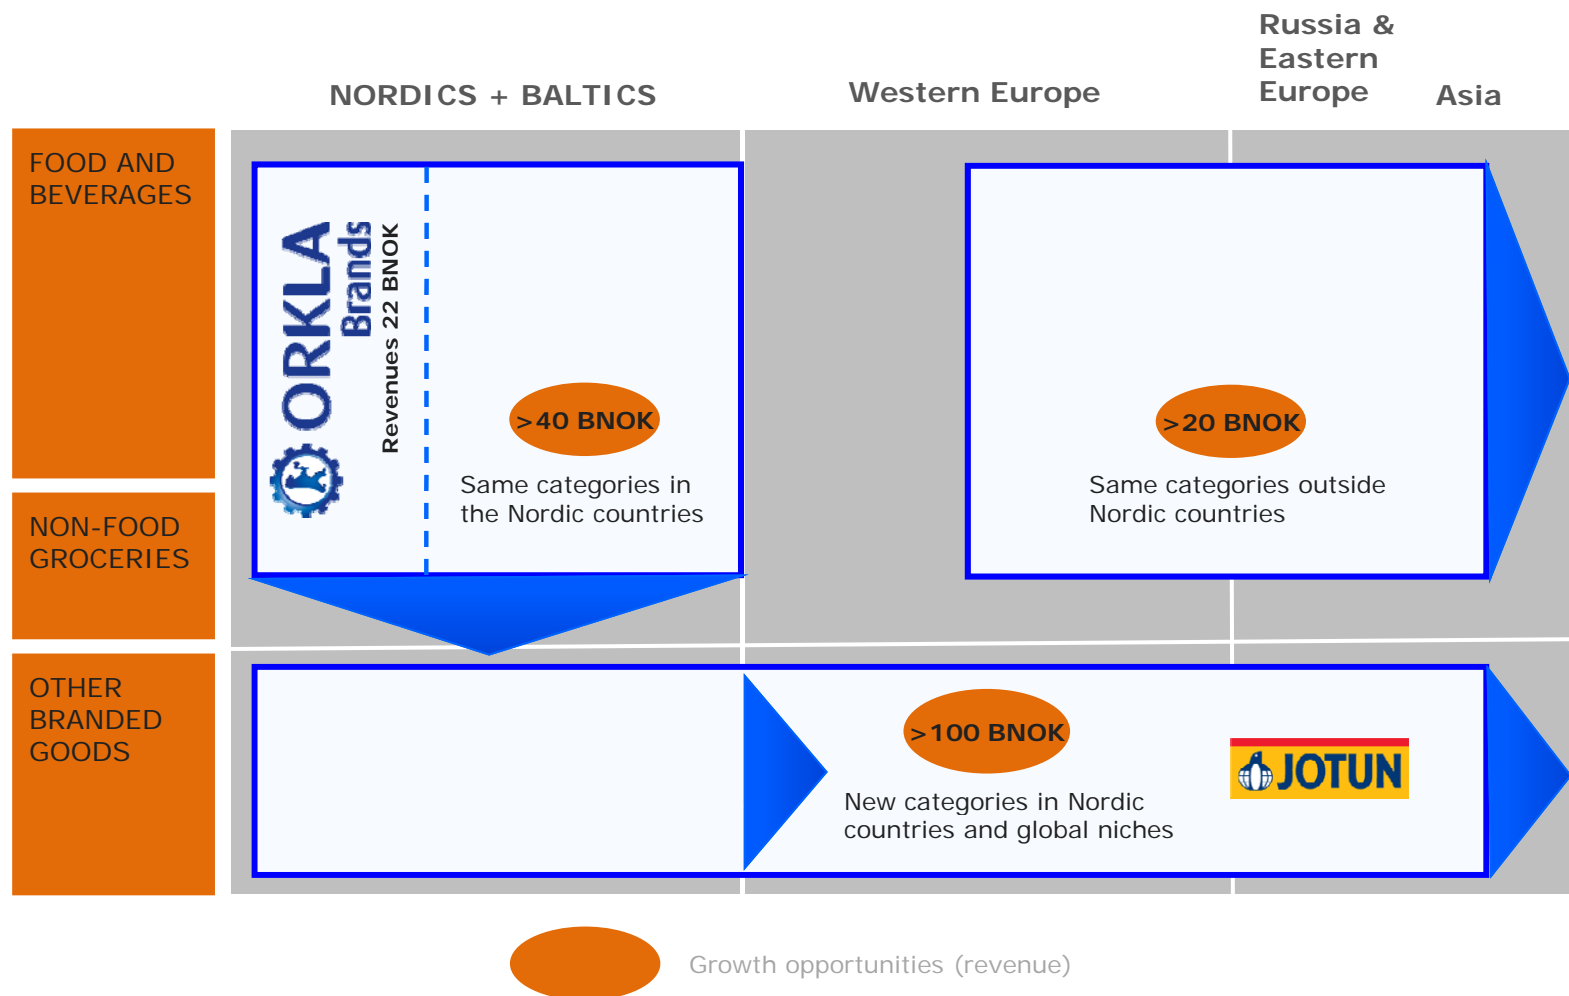 Russia &
Eastern
Europe
NORDICS + BALTICS
Western Europe
Asia
FOOD AND
BEVERAGES
ORKLA
Brands
Revenues 22 BNOK
>40 BNOK
Same categories in
the Nordic countries
>20 BNOK
Same categories outside
Nordic countries
NON-FOOD
GROCERIES
OTHER
BRANDED
GOODS
>100 BNOK
New categories in Nordic
countries and global niches
JOTUN
Growth opportunities (revenue)